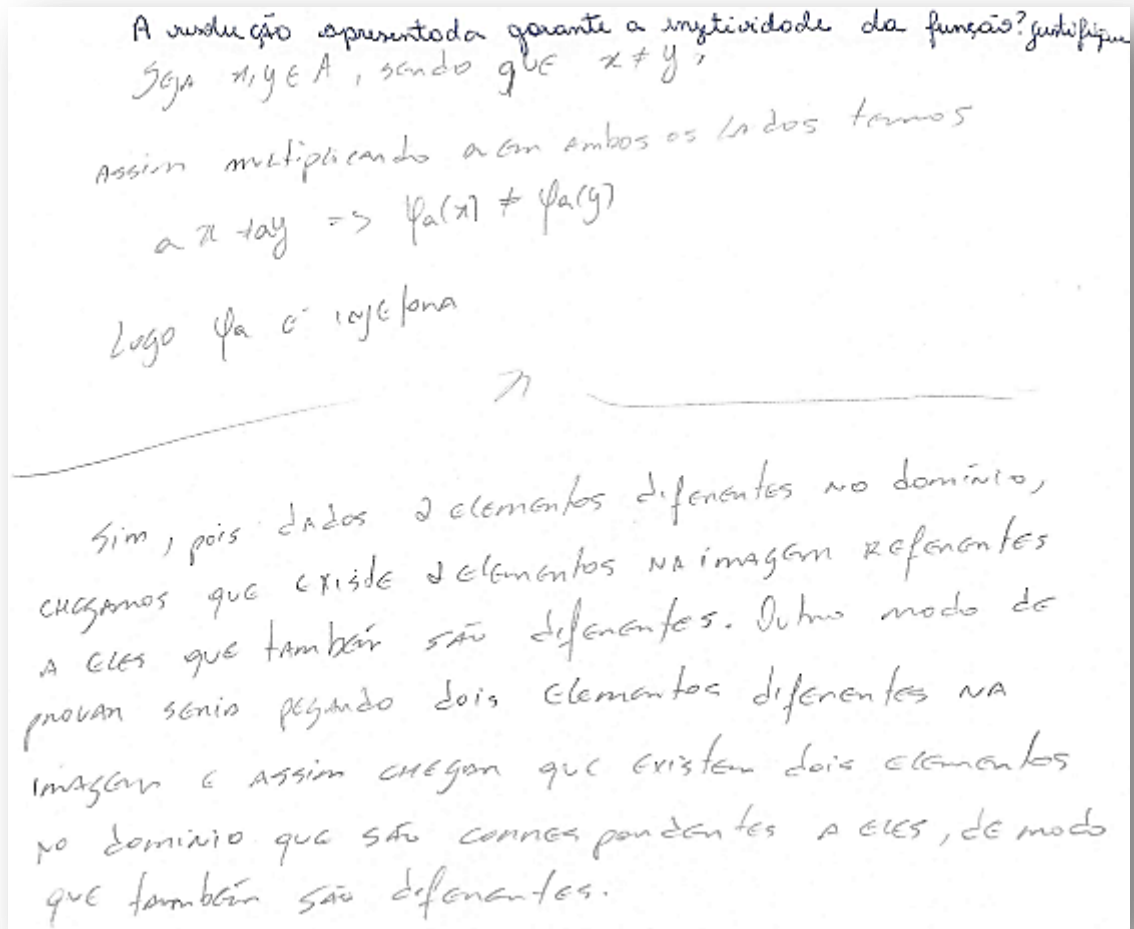 A resolução apresentada garante a injetividade da função? Justifique
Seja x, y ∈ A, sendo que x ≠ y,
Assim multiplicando a em ambos os lados temos
ax ≠ ay => φa(x) ≠ φa(y)
Logo φa é injetora
Sim, pois dados 2 elementos diferentes no domínio,
chegamos que existe 2 elementos na imagem referentes
a eles que também são diferentes. Outro modo de
provar seria pegando dois elementos diferentes na
imagem e assim chegar que existem dois elementos
no domínio que são correspondentes a eles, de modo
que também são diferentes.